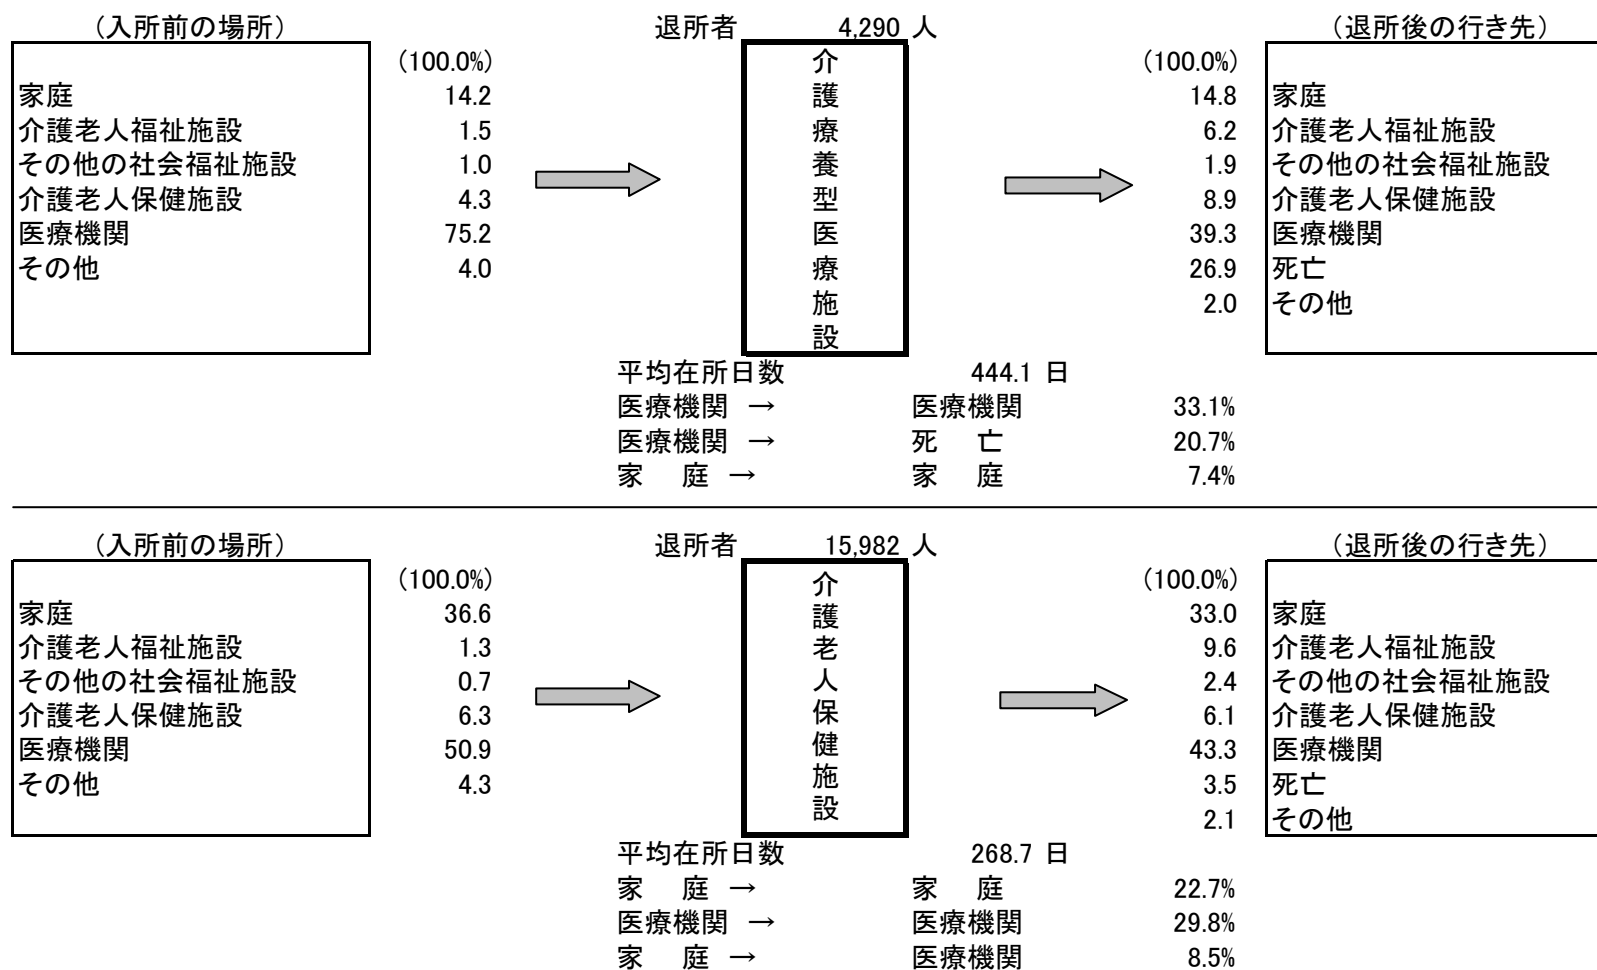 （入所前の場所）　退所者　4,290 人　（退所後の行き先）
（100.0%）　介　（100.0%）
家庭　14.2　護　14.8　家庭
介護老人福祉施設　1.5　療　6.2　介護老人福祉施設
その他の社会福祉施設　1.0　養　1.9　その他の社会福祉施設
介護老人保健施設　4.3　型　8.9　介護老人保健施設
医療機関　75.2　医　39.3　医療機関
その他　4.0　療　26.9　死亡
施　2.0　その他
設
平均在所日数　444.1 日
医療機関 →　医療機関　33.1%
医療機関 →　死　亡　20.7%
家　庭 →　家　庭　7.4%
（入所前の場所）　退所者　15,982 人　（退所後の行き先）
（100.0%）　介　（100.0%）
家庭　36.6　護　33.0　家庭
介護老人福祉施設　1.3　老　9.6　介護老人福祉施設
その他の社会福祉施設　0.7　人　2.4　その他の社会福祉施設
介護老人保健施設　6.3　保　6.1　介護老人保健施設
医療機関　50.9　健　43.3　医療機関
その他　4.3　施　3.5　死亡
設　2.1　その他
平均在所日数　268.7 日
家　庭 →　家　庭　22.7%
医療機関 →　医療機関　29.8%
家　庭 →　医療機関　8.5%